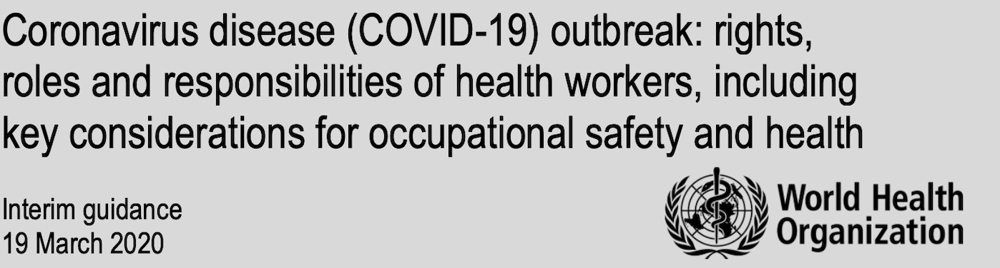 Coronavirus disease (COVID-19) outbreak: rights,
roles and responsibilities of health workers, including
key considerations for occupational safety and health
Interim guidance
19 March 2020
World Health
Organization